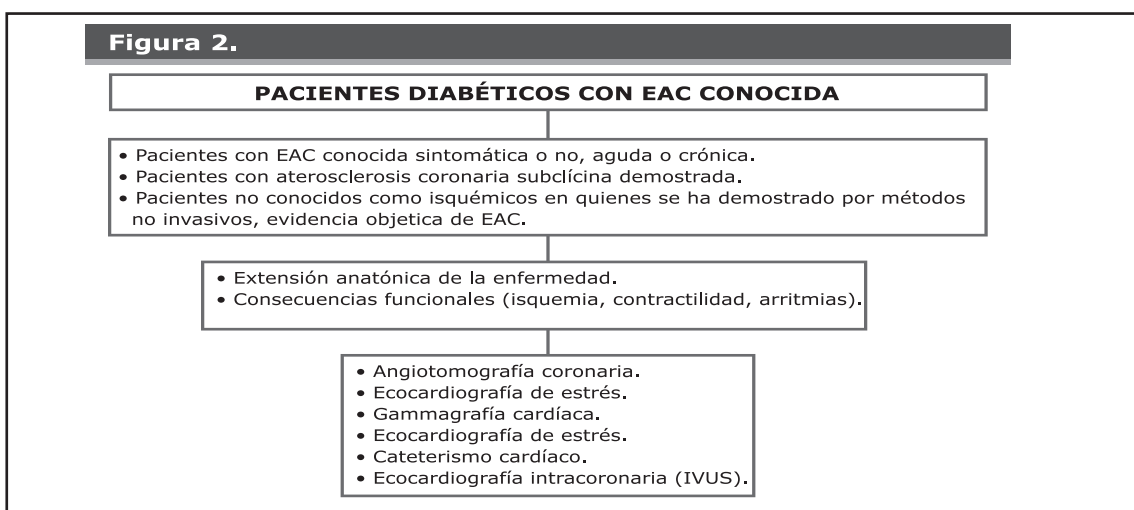 Figura 2.
PACIENTES DIABÉTICOS CON EAC CONOCIDA
• Pacientes con EAC conocida sintomática o no, aguda o crónica.
• Pacientes con aterosclerosis coronaria subclícina demostrada.
• Pacientes no conocidos como isquémicos en quienes se ha demostrado por métodos
no invasivos, evidencia objetica de EAC.
• Extensión anatónica de la enfermedad.
• Consecuencias funcionales (isquemia, contractilidad, arritmias).
• Angiotomografía coronaria.
• Ecocardiografía de estrés.
• Gammagrafía cardíaca.
• Ecocardiografía de estrés.
• Cateterismo cardíaco.
• Ecocardiografía intracoronaria (IVUS).